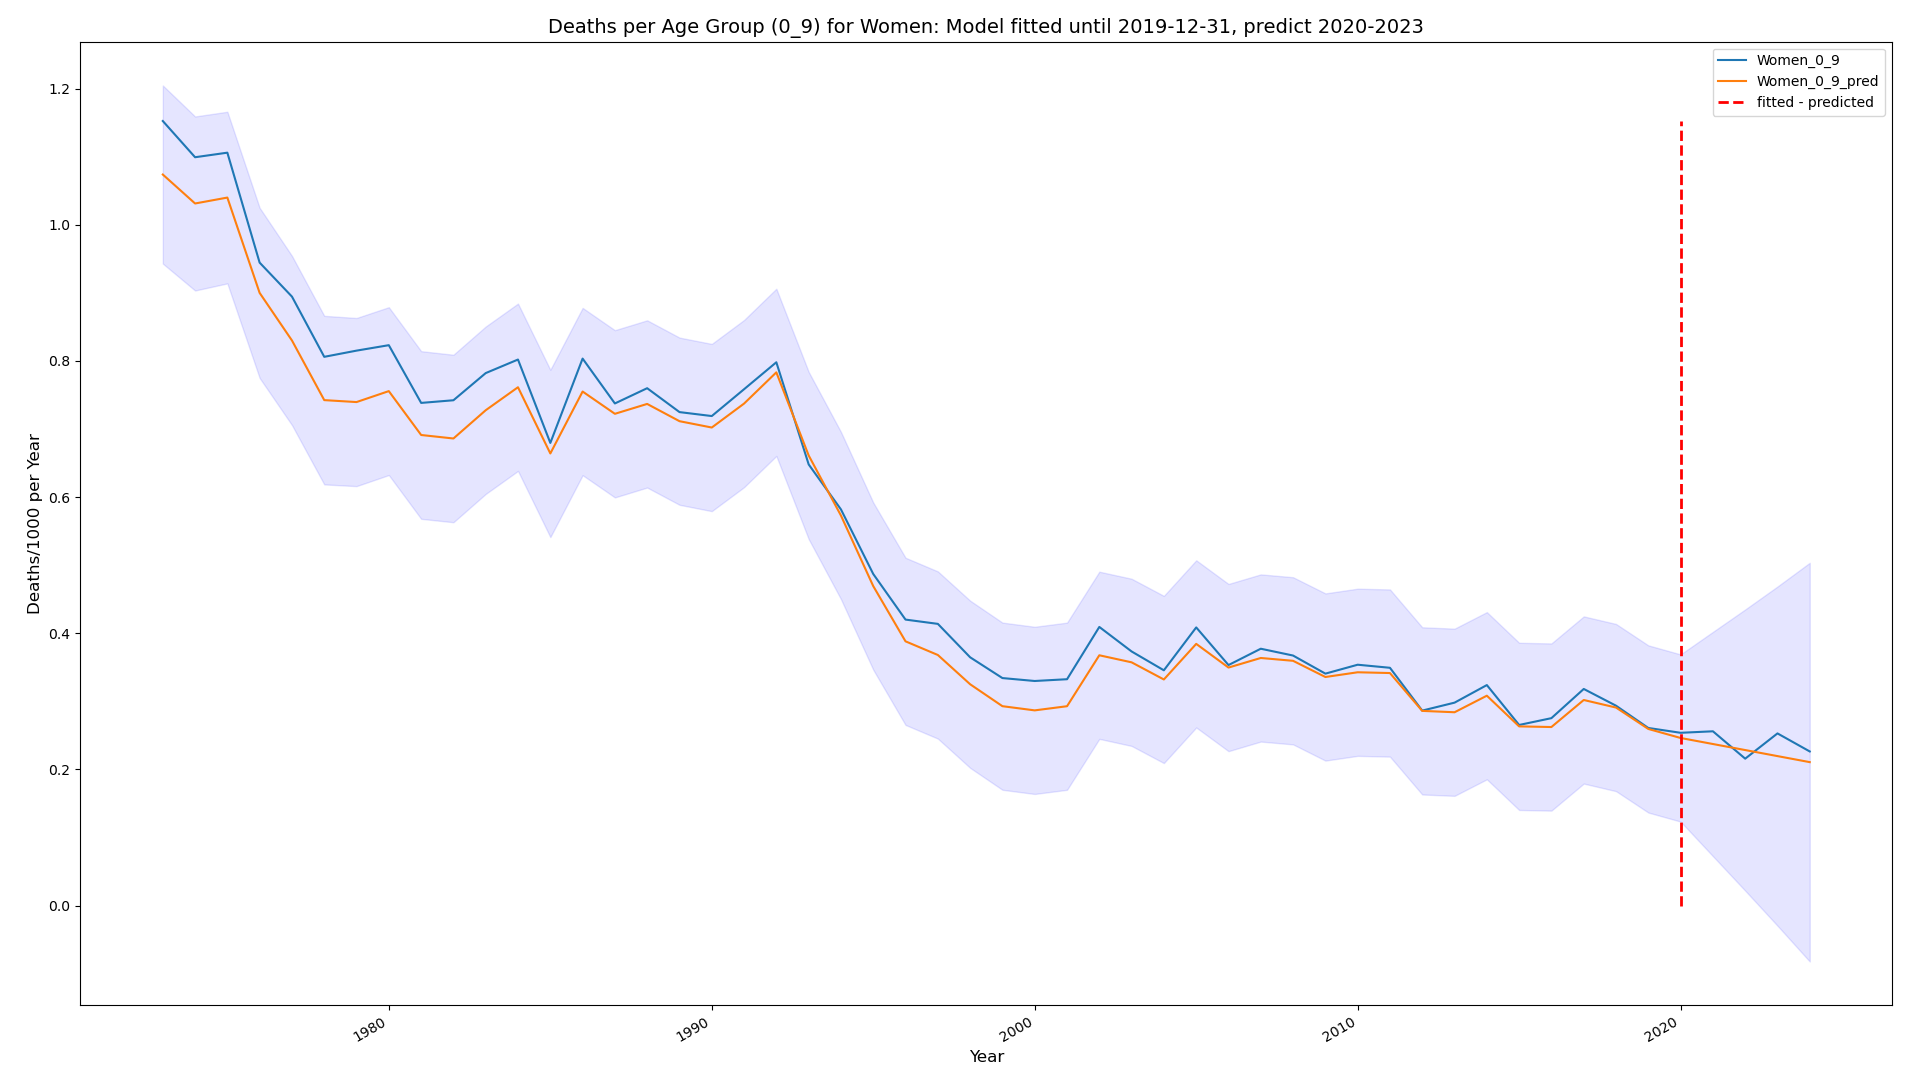 Deaths per Age Group (0_9) for Women: Model fitted until 2019-12-31, predict 2020-2023
Women_0_9
Women_0_9_pred
fitted - predicted
Deaths/1000 per Year
1.2
1.0
0.8
0.6
0.4
0.2
0.0
1980
1990
2000
2010
2020
Year